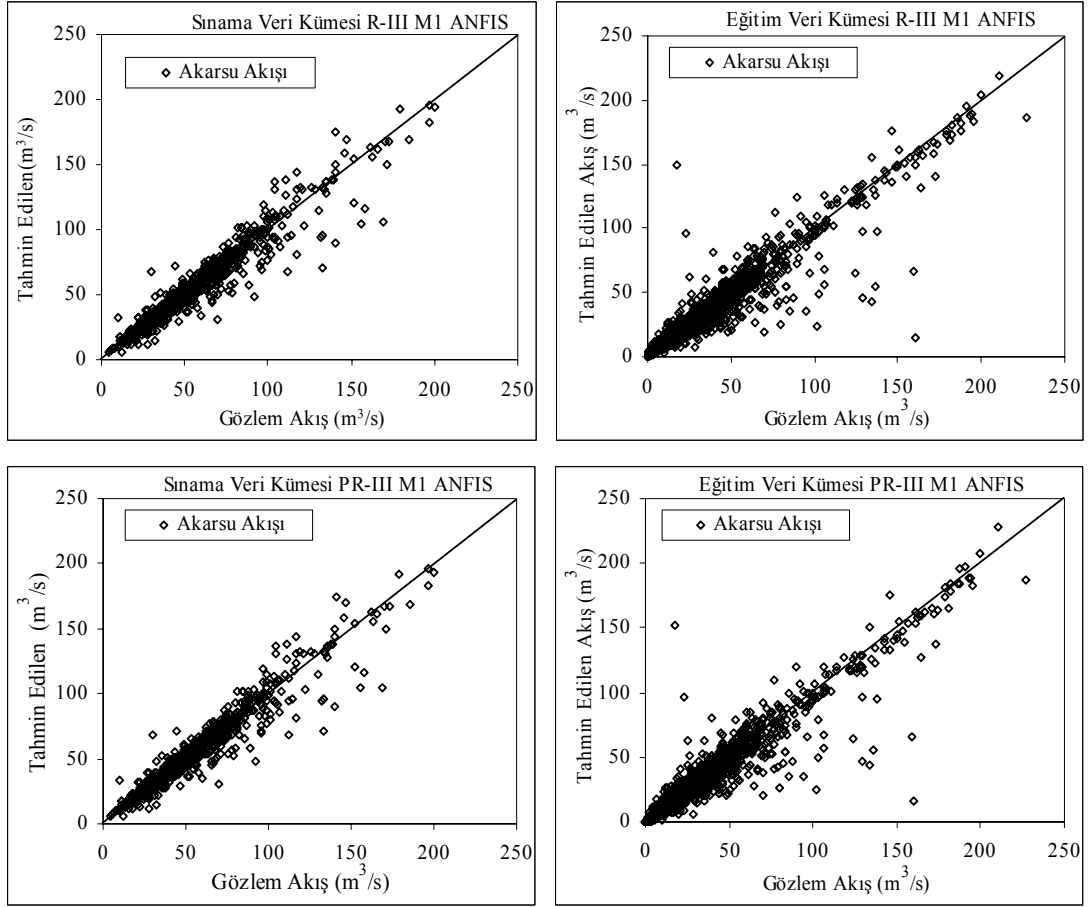 Sınama Veri Kümesi R-III M1 ANFIS
Akarsu Akışı
Tahmin Edilen(m³/s)
250
200
150
100
50
0
0 50 100 150 200 250
Gözlem Akış (m³/s)
Eğitim Veri Kümesi R-III M1 ANFIS
Akarsu Akışı
Tahmin Edilen Akış (m³/s)
250
200
150
100
50
0
0 50 100 150 200 250
Gözlem Akış (m³/s)
Sınama Veri Kümesi PR-III M1 ANFIS
Akarsu Akışı
Tahmin Edilen (m³/s)
250
200
150
100
50
0
0 50 100 150 200 250
Gözlem Akış (m³/s)
Eğitim Veri Kümesi PR-III M1 ANFIS
Akarsu Akışı
Tahmin Edilen Akış (m³/s)
250
200
150
100
50
0
0 50 100 150 200 250
Gözlem Akış (m³/s)